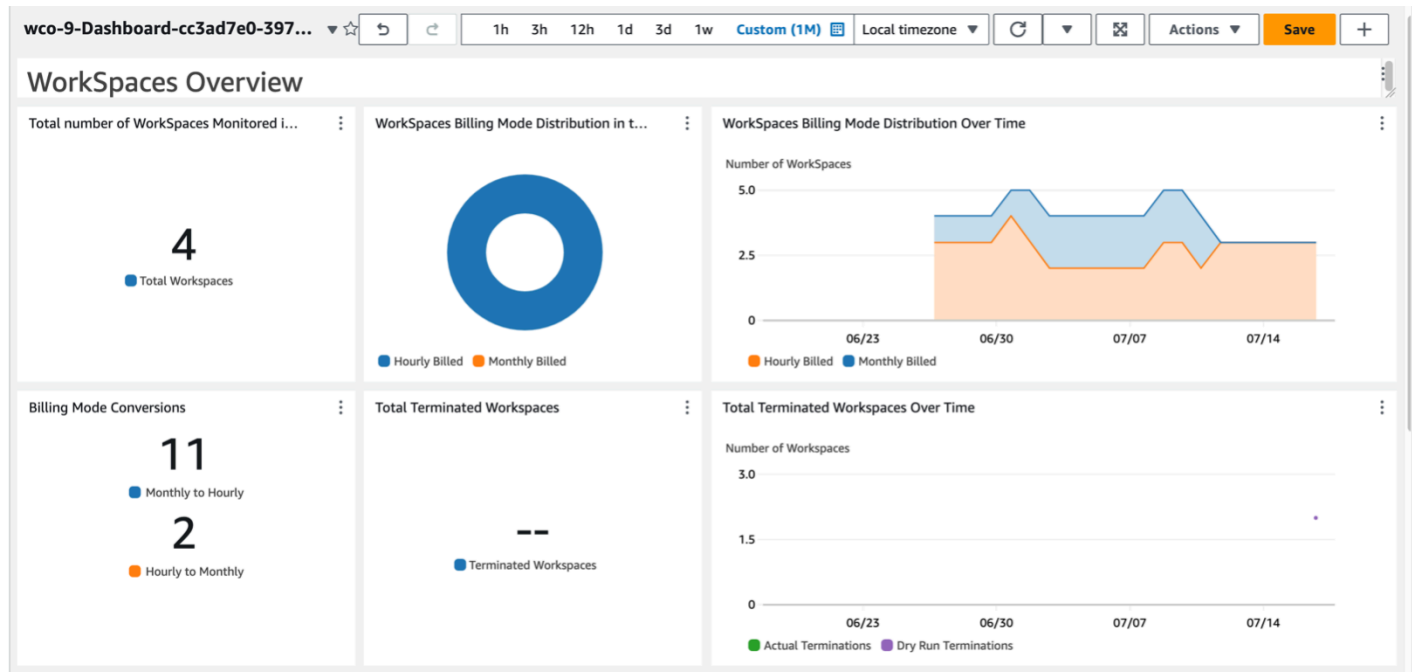 wco-9-Dashboard-cc3ad7e0-397...
1h 3h 12h 1d 3d 1w Custom (1M) Local timezone Actions Save
WorkSpaces Overview
Total number of WorkSpaces Monitored i...
4
Total Workspaces
WorkSpaces Billing Mode Distribution in t...
Hourly Billed Monthly Billed
WorkSpaces Billing Mode Distribution Over Time
Number of WorkSpaces
5.0
2.5
0
06/23 06/30 07/07 07/14
Hourly Billed Monthly Billed
Billing Mode Conversions
11
Monthly to Hourly
2
Hourly to Monthly
Total Terminated Workspaces
--
Terminated Workspaces
Total Terminated Workspaces Over Time
Number of Workspaces
3.0
1.5
0
06/23 06/30 07/07 07/14
Actual Terminations Dry Run Terminations